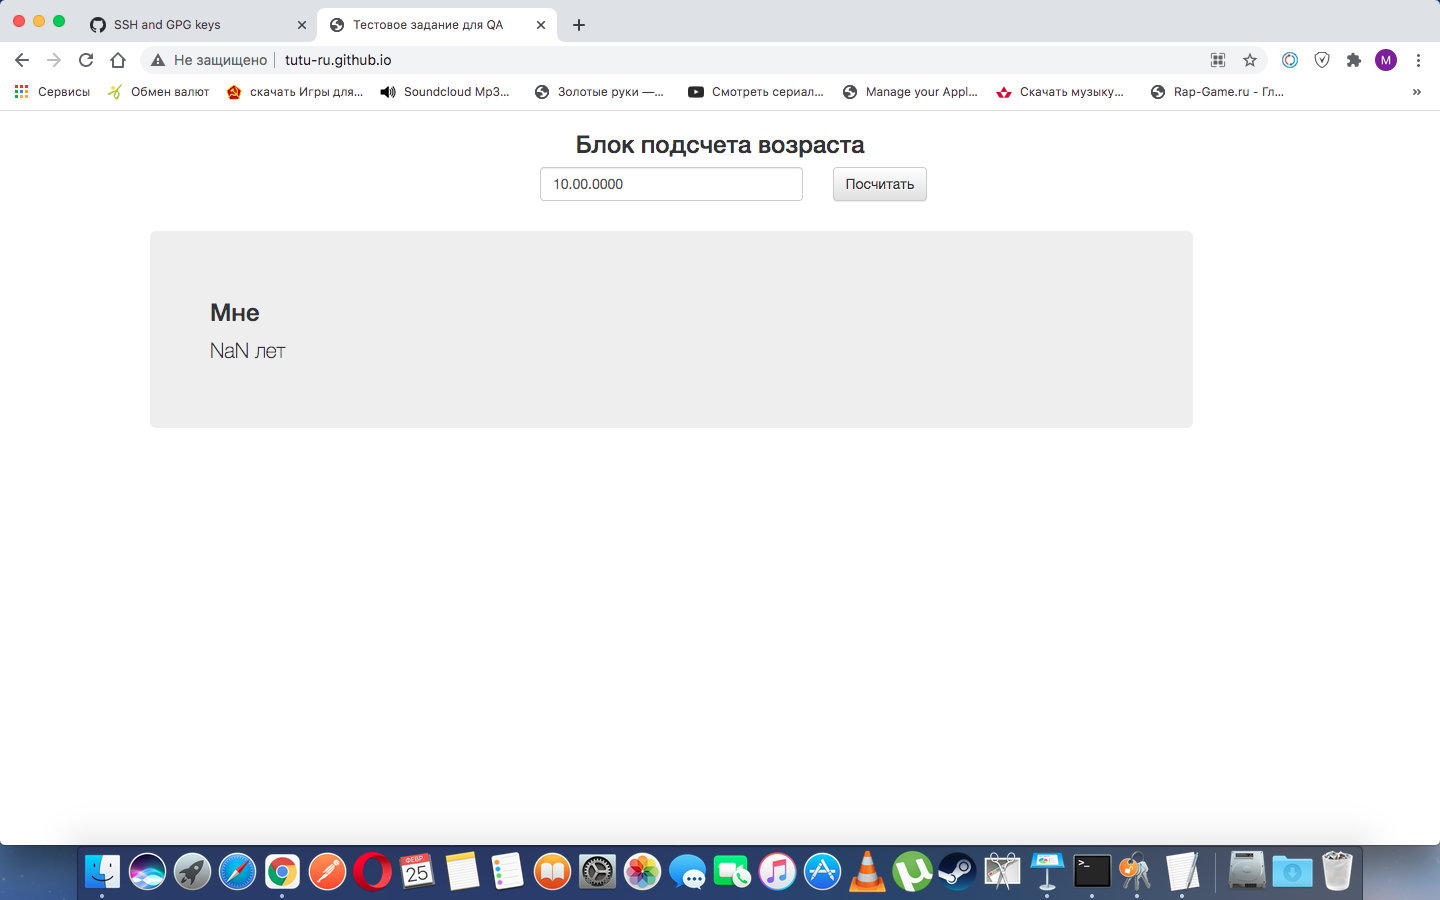 SSH and GPG keys
Тестовое задание для QA
Не защищено
tutu-ru.github.io
M
Сервисы
Обмен валют
скачать Игры для...
Soundcloud Mp3...
Золотые руки —...
Смотреть сериал...
Manage your Appl...
Скачать музыку...
Rap-Game.ru - Гл...
»
Блок подсчета возраста
10.00.0000
Посчитать
Мне
NaN лет
ФЕВР
25
>_